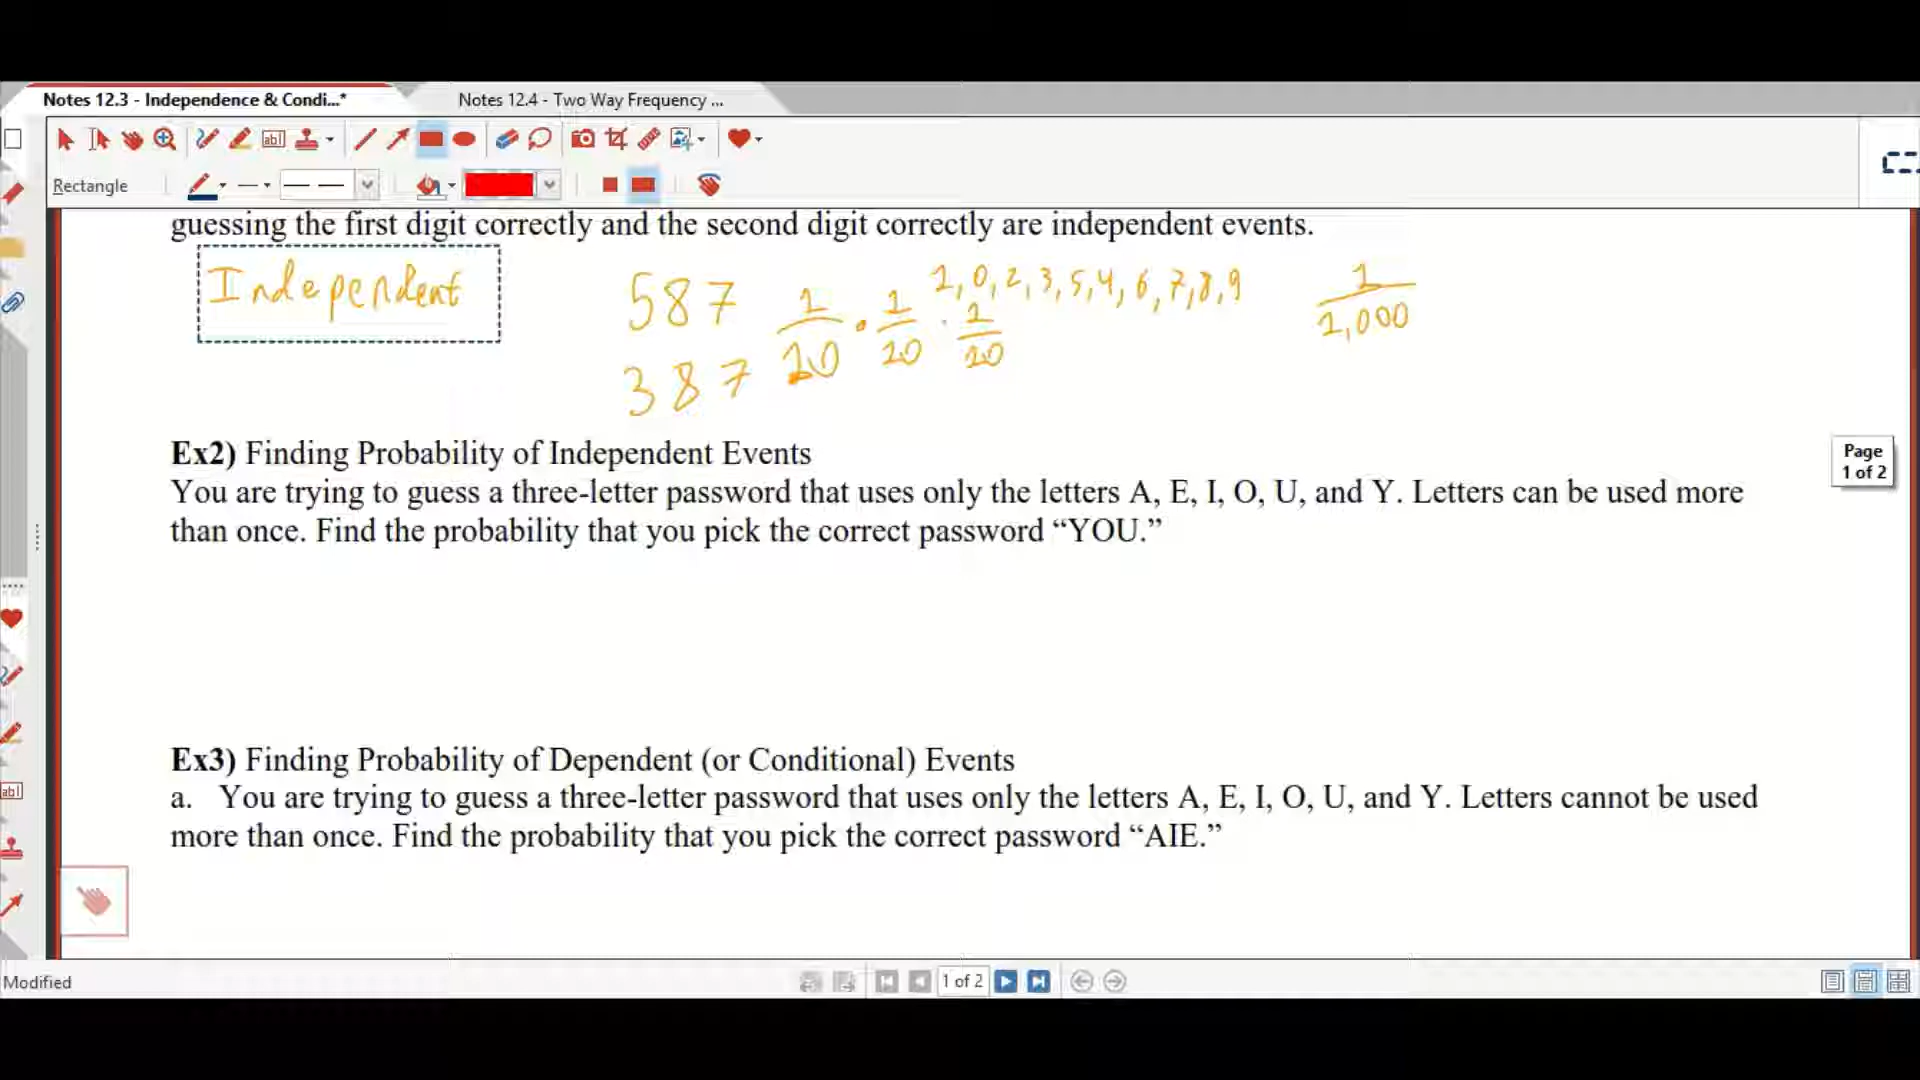 Notes 12.3 - Independence & Condi...*
Notes 12.4 - Two Way Frequency ...
Rectangle
guessing the first digit correctly and the second digit correctly are independent events.
Independent
587
1/10 · 1/10 · 1/10
1,0,2,3,5,4,6,7,8,9
1/1,000
387
Ex2) Finding Probability of Independent Events
You are trying to guess a three-letter password that uses only the letters A, E, I, O, U, and Y. Letters can be used more
than once. Find the probability that you pick the correct password “YOU.”
Page
1 of 2
Ex3) Finding Probability of Dependent (or Conditional) Events
a. You are trying to guess a three-letter password that uses only the letters A, E, I, O, U, and Y. Letters cannot be used
more than once. Find the probability that you pick the correct password “AIE.”
Modified
1 of 2